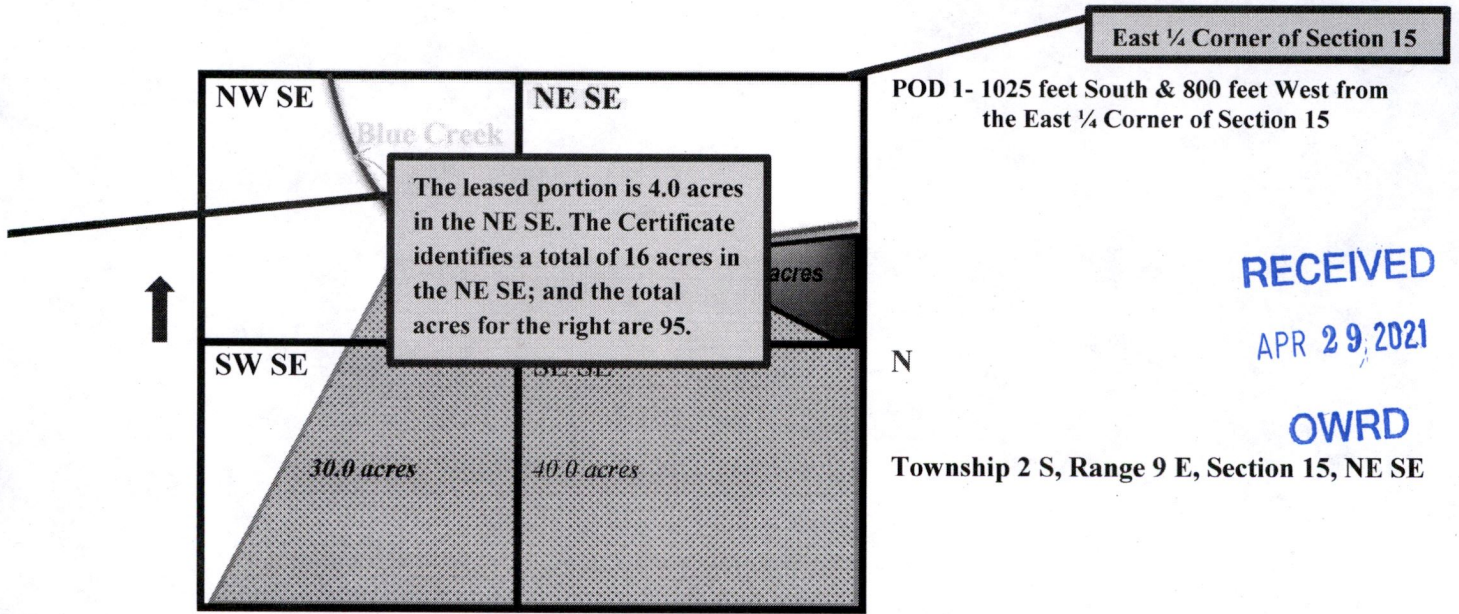 East ¼ Corner of Section 15
POD 1- 1025 feet South & 800 feet West from
the East ¼ Corner of Section 15
NW SE
NE SE
Blue Creek
The leased portion is 4.0 acres
in the NE SE. The Certificate
identifies a total of 16 acres in
the NE SE; and the total
acres for the right are 95.
acres
RECEIVED
APR 29, 2021
OWRD
N
SW SE
SE SE
30.0 acres
40.0 acres
Township 2 S, Range 9 E, Section 15, NE SE